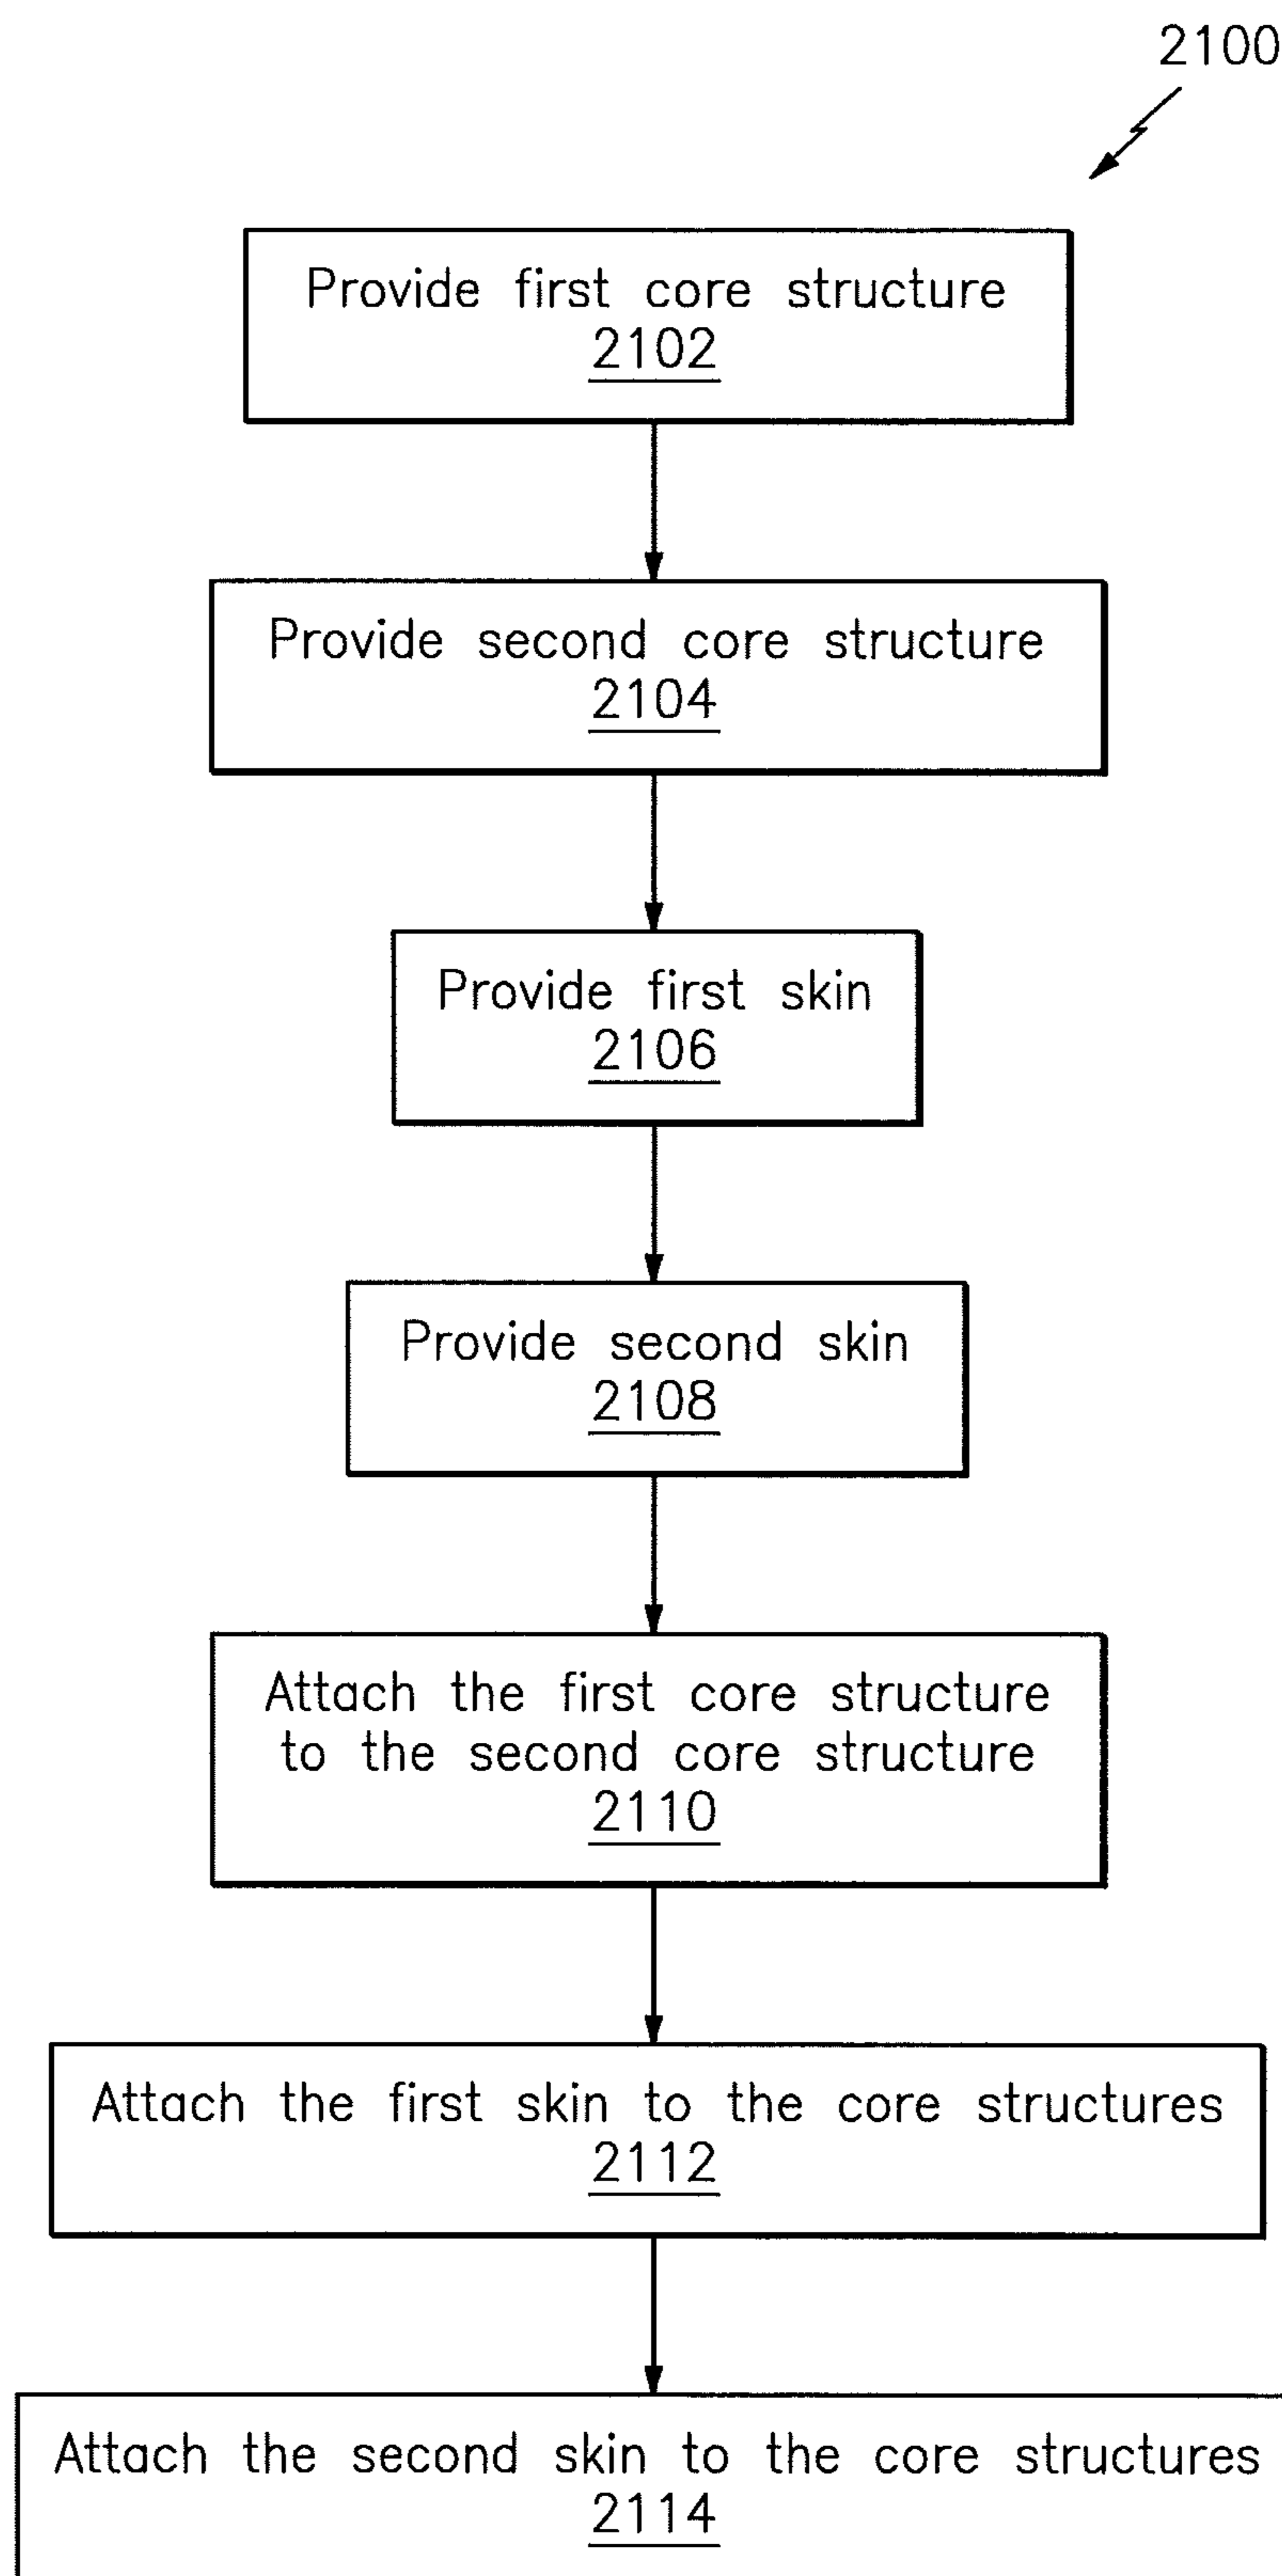 2100
Provide first core structure
2102
Provide second core structure
2104
Provide first skin
2106
Provide second skin
2108
Attach the first core structure
to the second core structure
2110
Attach the first skin to the core structures
2112
Attach the second skin to the core structures
2114